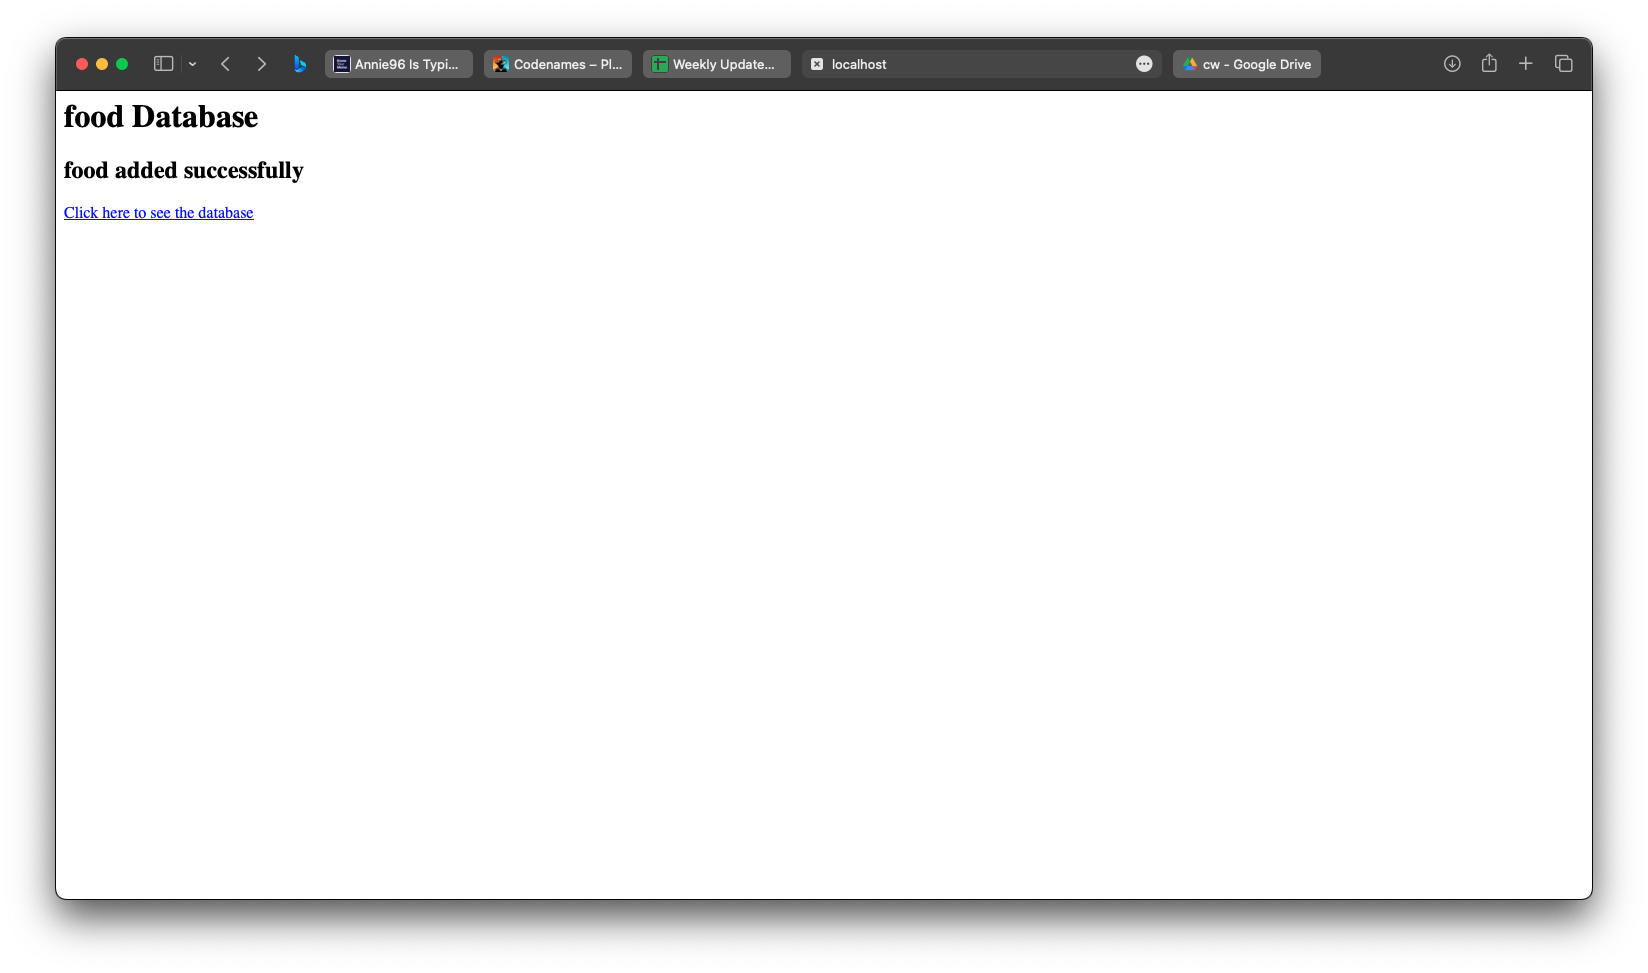 Annie96 Is Typi...
Codenames – Pl...
Weekly Update...
localhost
cw - Google Drive
food Database
food added successfully
Click here to see the database